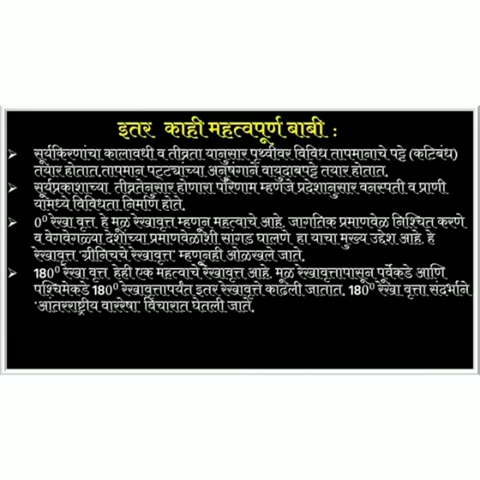 इतर काही महत्वपूर्ण बाबी :
➤ सूर्यकिरणांचा कालावधी व तीव्रता यानुसार पृथ्वीवर विविध तापमानाचे पट्टे (कटिबंध)
तयार होतात.तापमान पट्ट्याच्या अनुषंगाने वायुदाबपट्टे तयार होतात.
➤ सूर्यप्रकाशाच्या तीव्रतेनुसार होणारा परिणाम म्हणजे प्रदेशानुसार वनस्पती व प्राणी
यांमध्ये विविधता निर्माण होते.
➤ 0⁰ रेखा वृत्त हे मूळ रेखावृत्त म्हणून महत्वाचे आहे. जागतिक प्रमाणवेळ निश्चित करणे
व वेगवेगळ्या देशांच्या प्रमाणवेळांशी सांगड घालणे हा याचा मुख्य उद्देश आहे. हे
रेखावृत्त 'ग्रीनिचचे रेखावृत्त' म्हणूनही ओळखले जाते.
➤ 180⁰ रेखा वृत्त हेही एक महत्वाचे रेखावृत्त आहे. मूळ रेखावृत्तापासून पूर्वेकडे आणि
पश्चिमेकडे 180⁰ रेखावृत्तापर्यंत इतर रेखावृत्ते काढली जातात. 180⁰ रेखा वृत्ता संदर्भाने
'आंतरराष्ट्रीय वाररेषा' विचारात घेतली जाते.